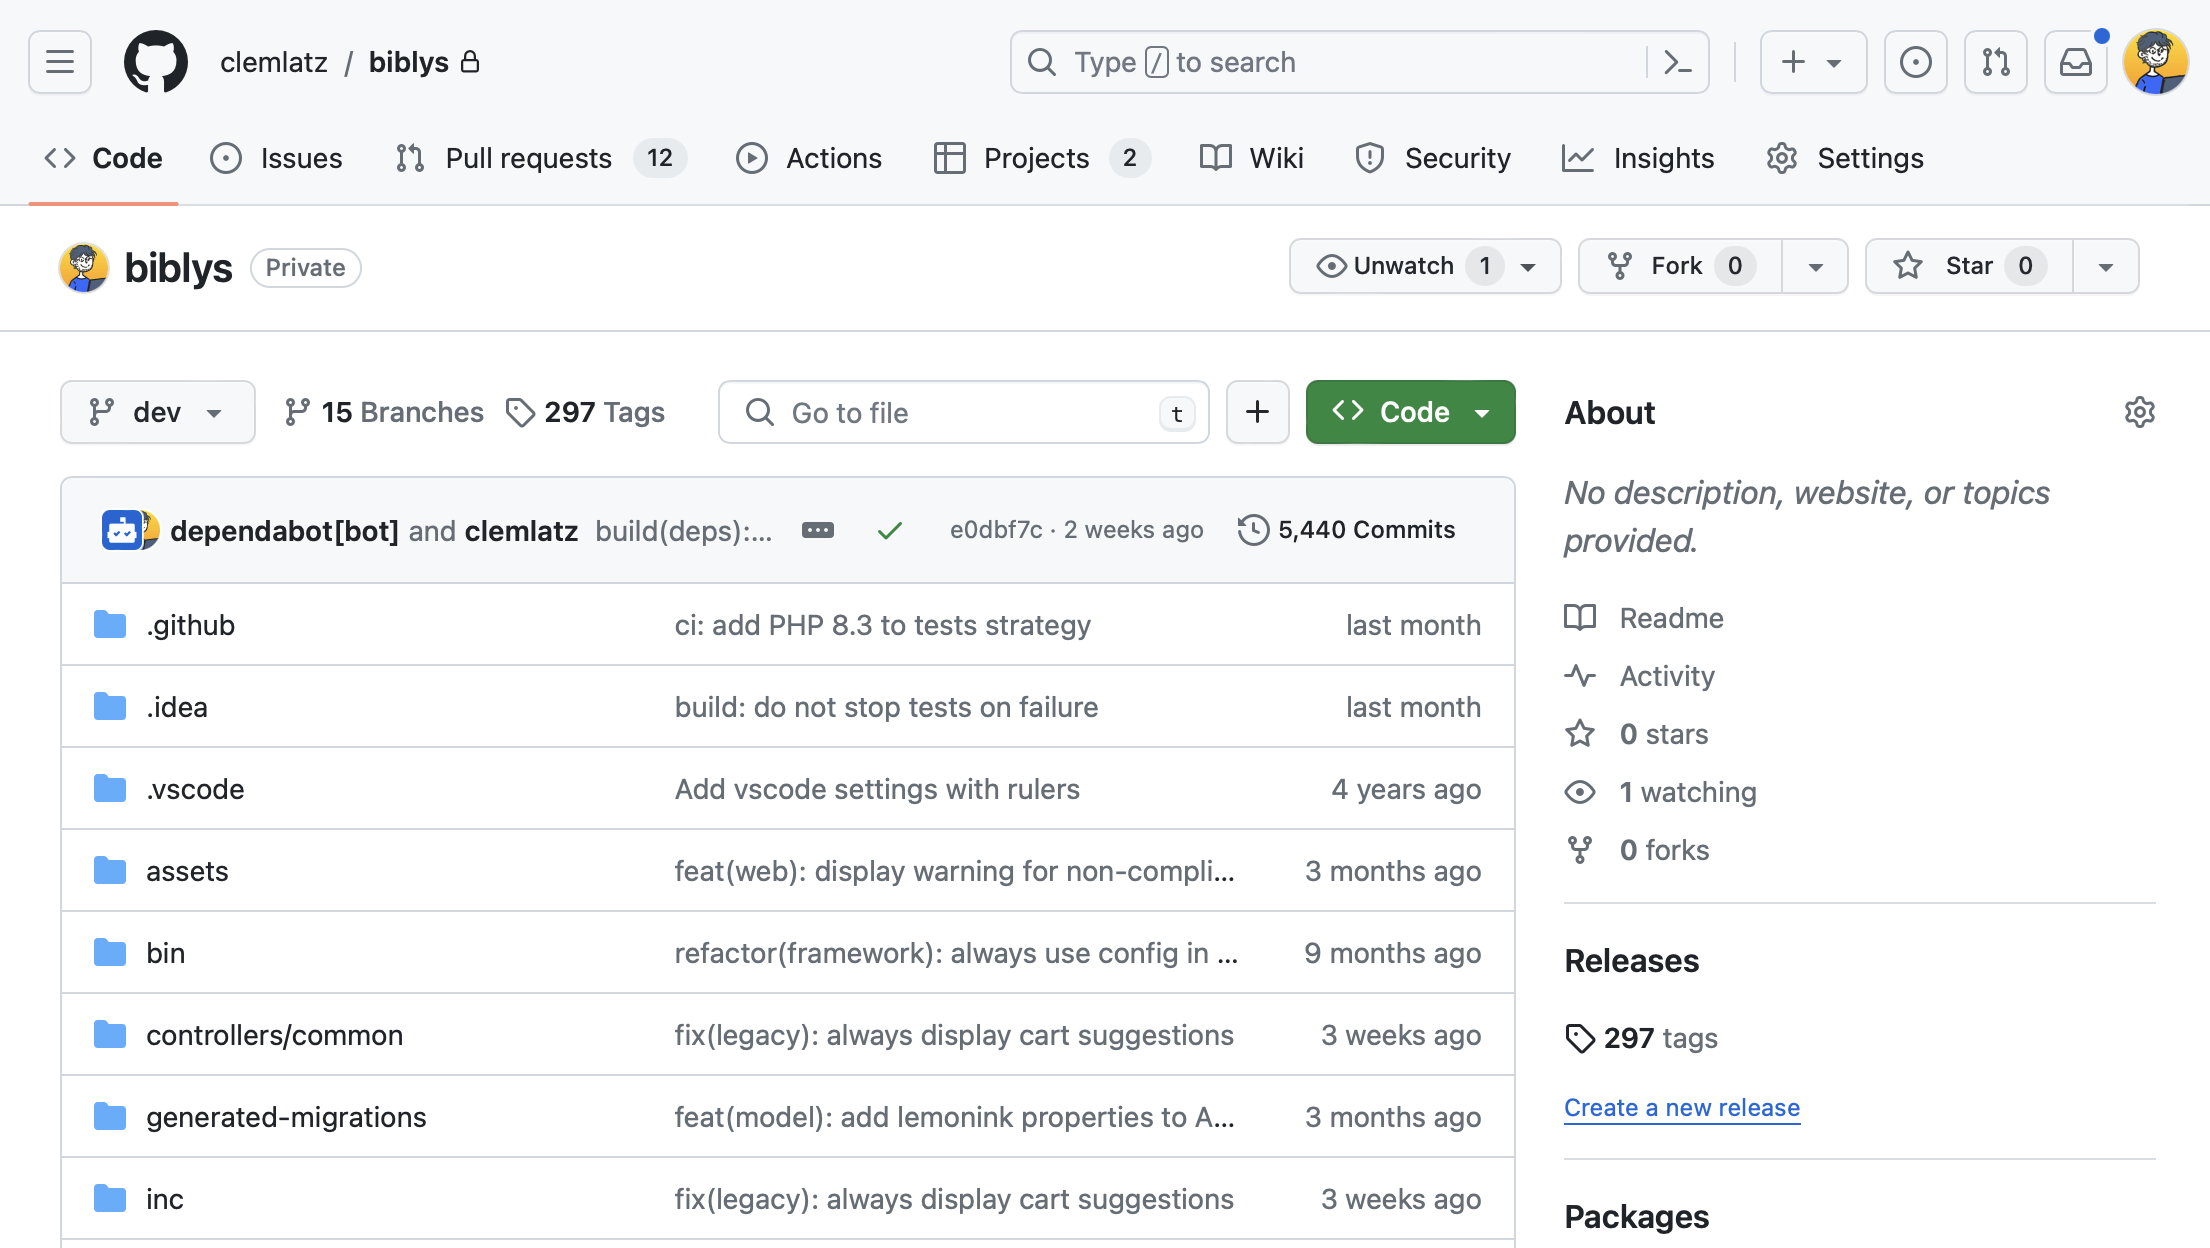 clemlatz / biblys
Type / to search
Code
Issues
Pull requests 12
Actions
Projects 2
Wiki
Security
Insights
Settings
biblys Private
Unwatch 1
Fork 0
Star 0
dev
15 Branches
297 Tags
Go to file t
Code
dependabot[bot] and clemlatz build(deps):... e0dbf7c · 2 weeks ago 5,440 Commits
.github ci: add PHP 8.3 to tests strategy last month
.idea build: do not stop tests on failure last month
.vscode Add vscode settings with rulers 4 years ago
assets feat(web): display warning for non-compli... 3 months ago
bin refactor(framework): always use config in ... 9 months ago
controllers/common fix(legacy): always display cart suggestions 3 weeks ago
generated-migrations feat(model): add lemonink properties to A... 3 months ago
inc fix(legacy): always display cart suggestions 3 weeks ago
About
No description, website, or topics
provided.
Readme
Activity
0 stars
1 watching
0 forks
Releases
297 tags
Create a new release
Packages